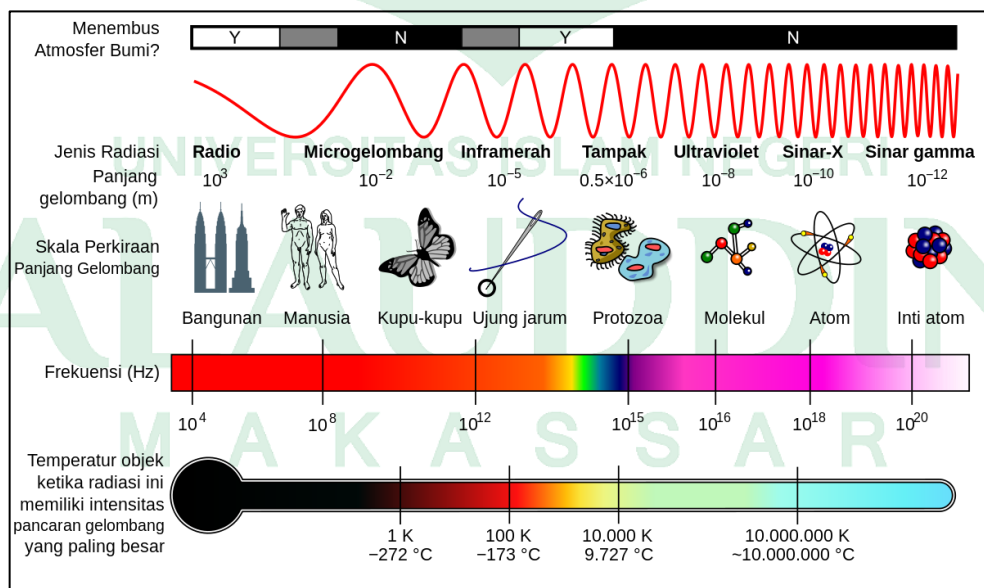 Menembus
Atmosfer Bumi?
Y N Y N
Jenis Radiasi Radio Microgelombang Inframerah Tampak Ultraviolet Sinar-X Sinar gamma
Panjang
gelombang (m)
10³ 10⁻² 10⁻⁵ 0.5×10⁻⁶ 10⁻⁸ 10⁻¹⁰ 10⁻¹²
Skala Perkiraan
Panjang Gelombang
Bangunan Manusia Kupu-kupu Ujung jarum Protozoa Molekul Atom Inti atom
Frekuensi (Hz)
10⁴ 10⁸ 10¹² 10¹⁵ 10¹⁶ 10¹⁸ 10²⁰
Temperatur objek
ketika radiasi ini
memiliki intensitas
pancaran gelombang
yang paling besar
1 K 100 K 10.000 K 10.000.000 K
−272 °C −173 °C 9.727 °C ~10.000.000 °C
UNIVERSITAS ISLAM NEGERI
ALAUDDIN
MAKASSAR